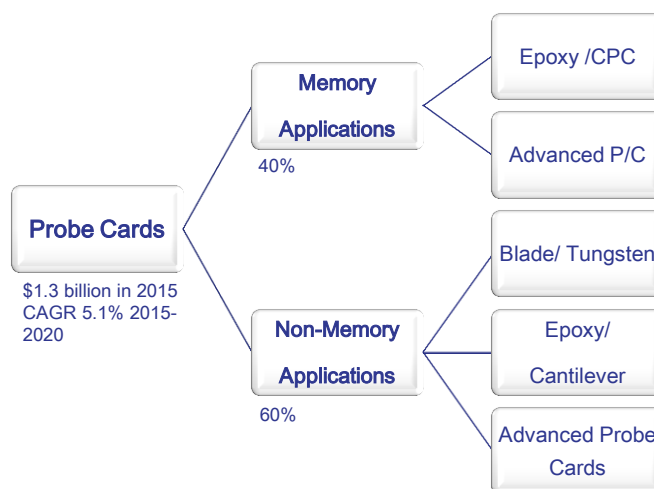 Probe Cards
$1.3 billion in 2015
CAGR 5.1% 2015-
2020
Memory
Applications
40%
Epoxy /CPC
Advanced P/C
Non-Memory
Applications
60%
Blade/ Tungsten
Epoxy/
Cantilever
Advanced Probe
Cards